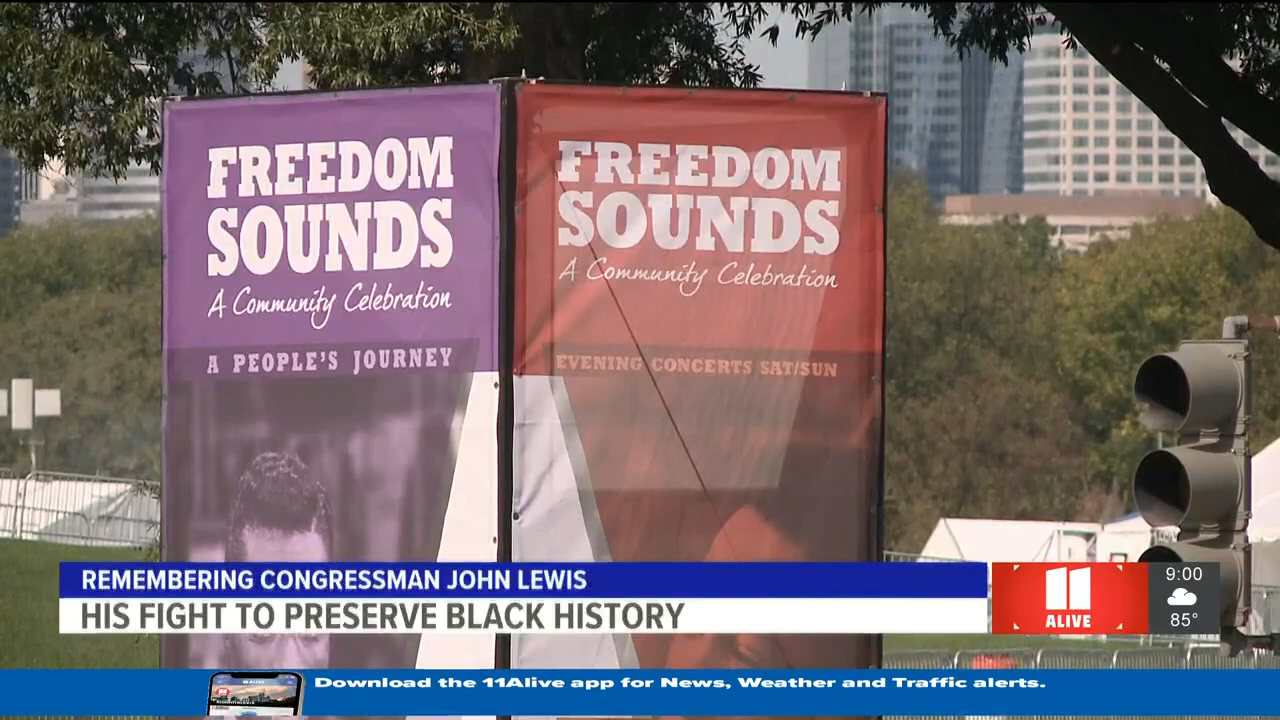 FREEDOM
SOUNDS
A Community Celebration
A PEOPLE'S JOURNEY
FREEDOM
SOUNDS
A Community Celebration
EVENING CONCERTS SAT/SUN
REMEMBERING CONGRESSMAN JOHN LEWIS
HIS FIGHT TO PRESERVE BLACK HISTORY
11
ALIVE
9:00
85°
Download the 11Alive app for News, Weather and Traffic alerts.